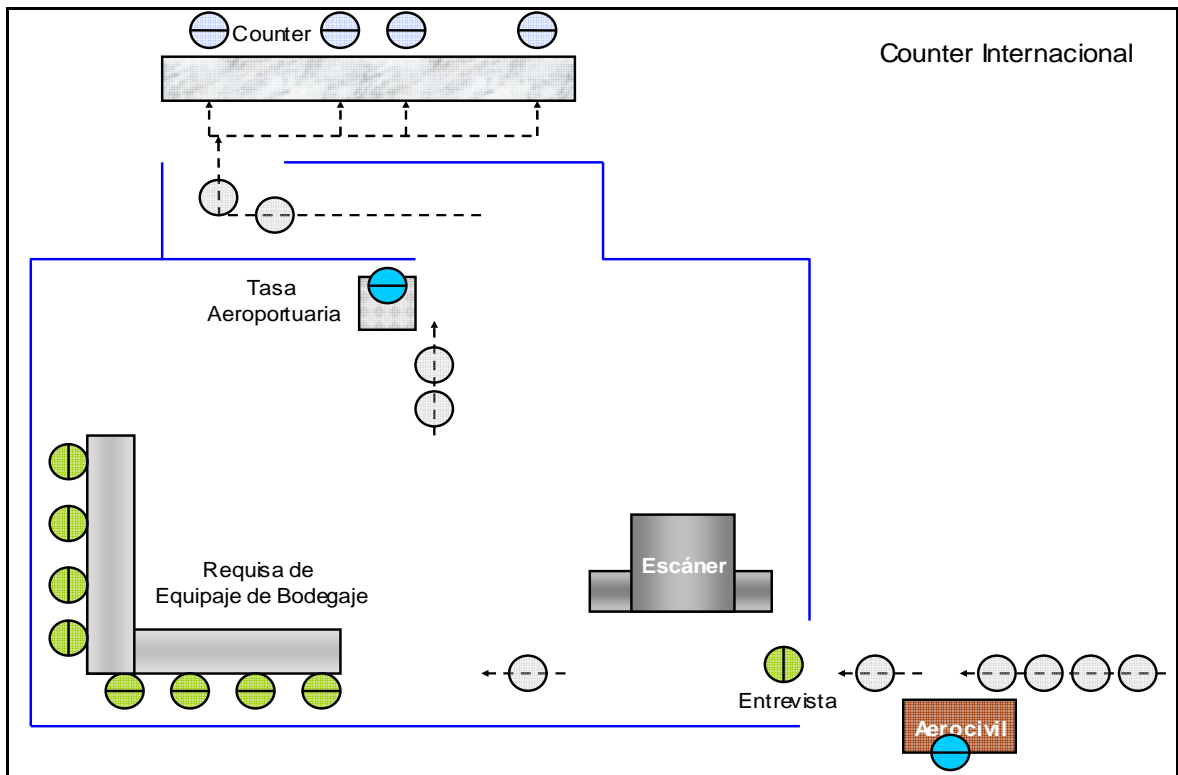 Counter
Counter Internacional
Tasa
Aeroportuaria
Escáner
Requisa de
Equipaje de Bodegaje
Entrevista
Aerocivil